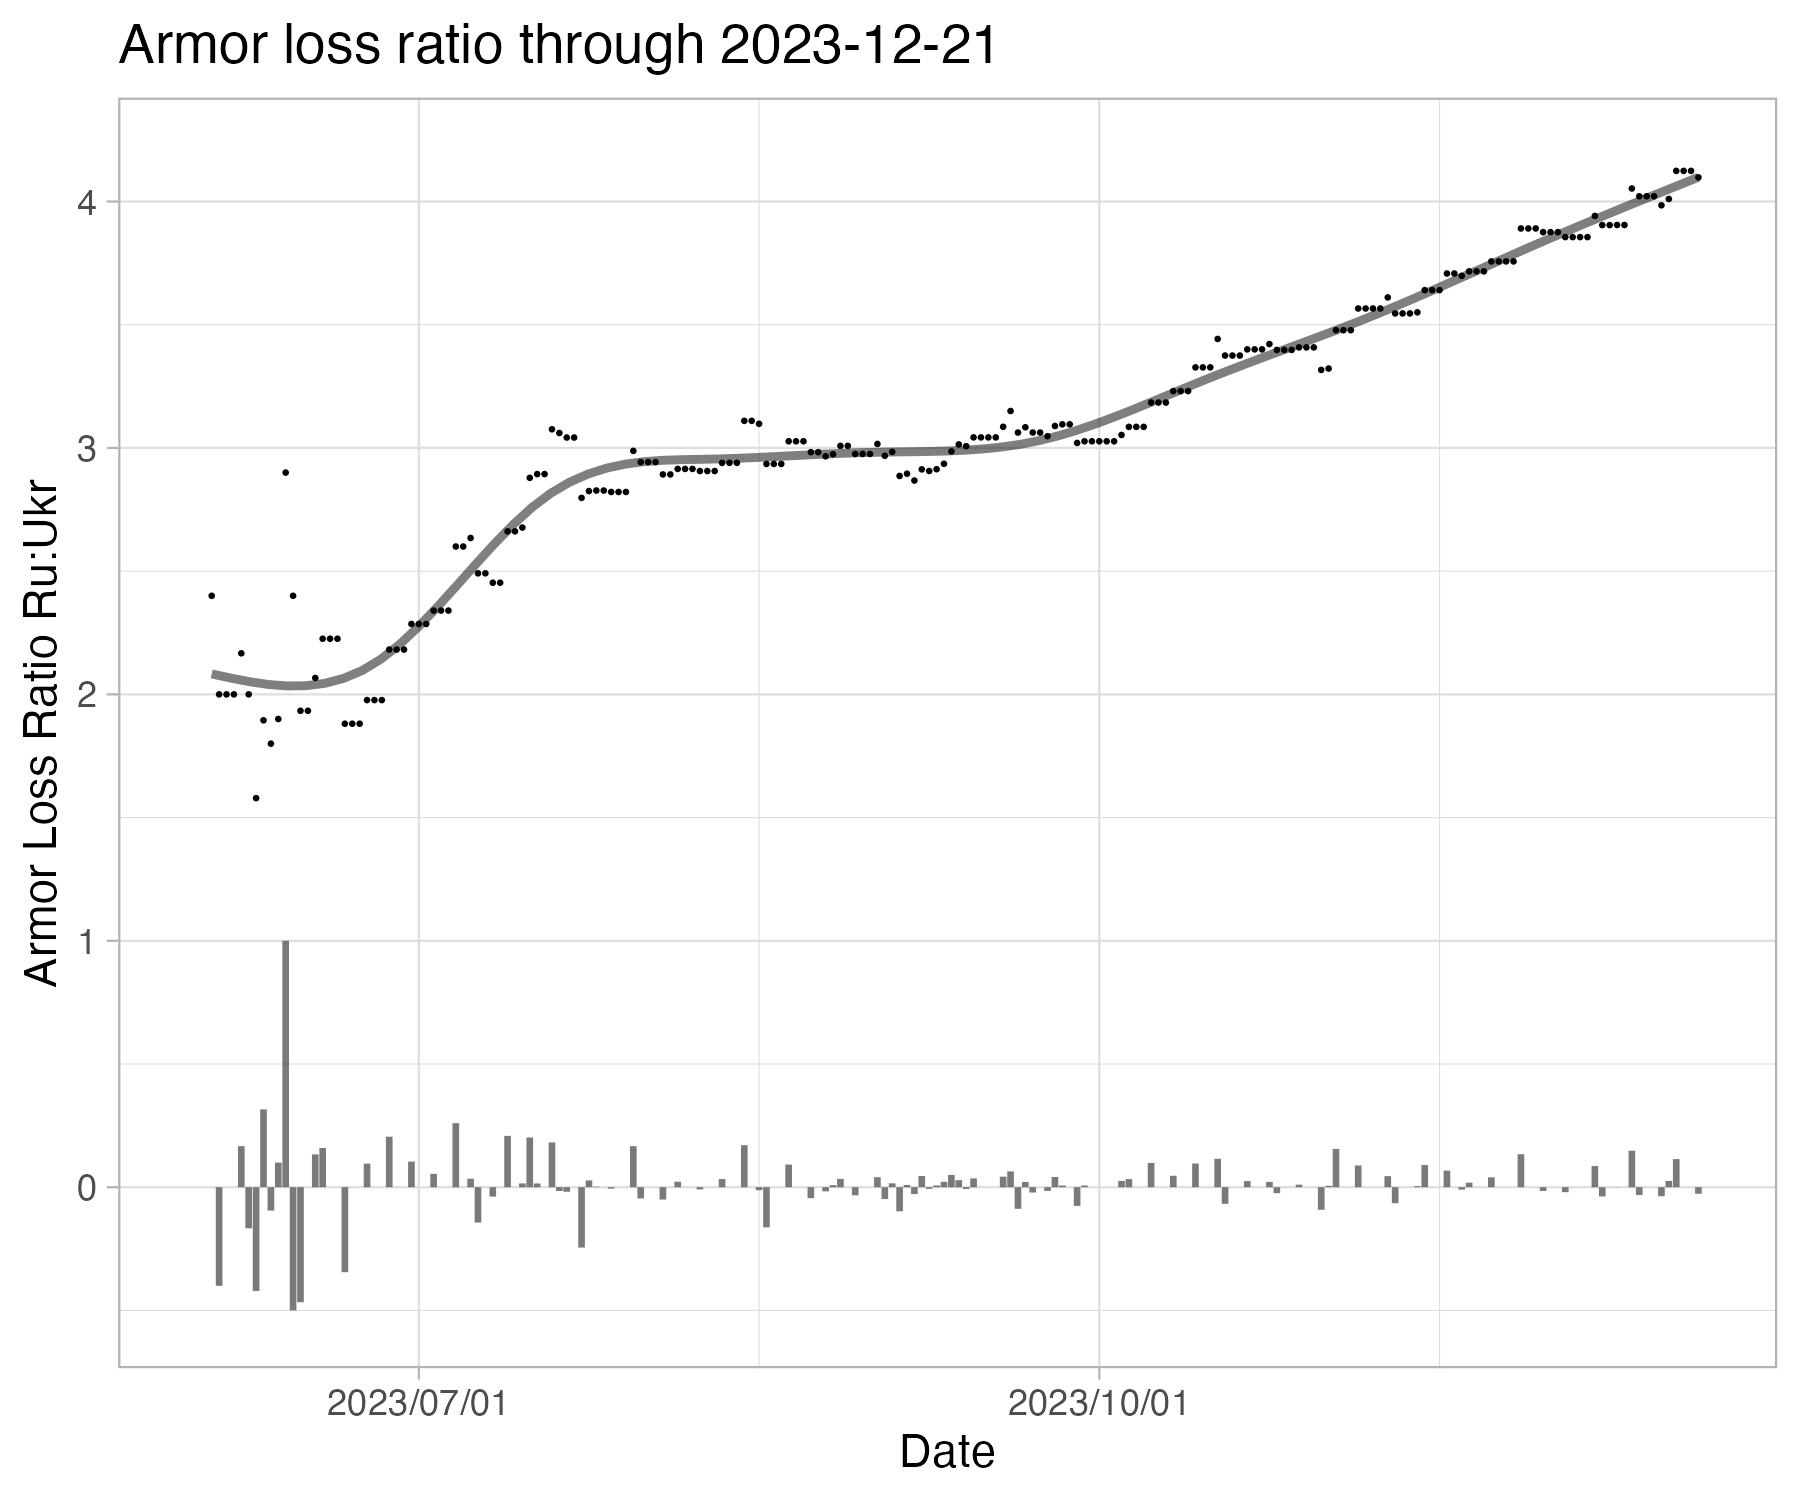 Armor loss ratio through 2023-12-21
Armor Loss Ratio Ru:Ukr
4
3
2
1
0
2023/07/01
2023/10/01
Date